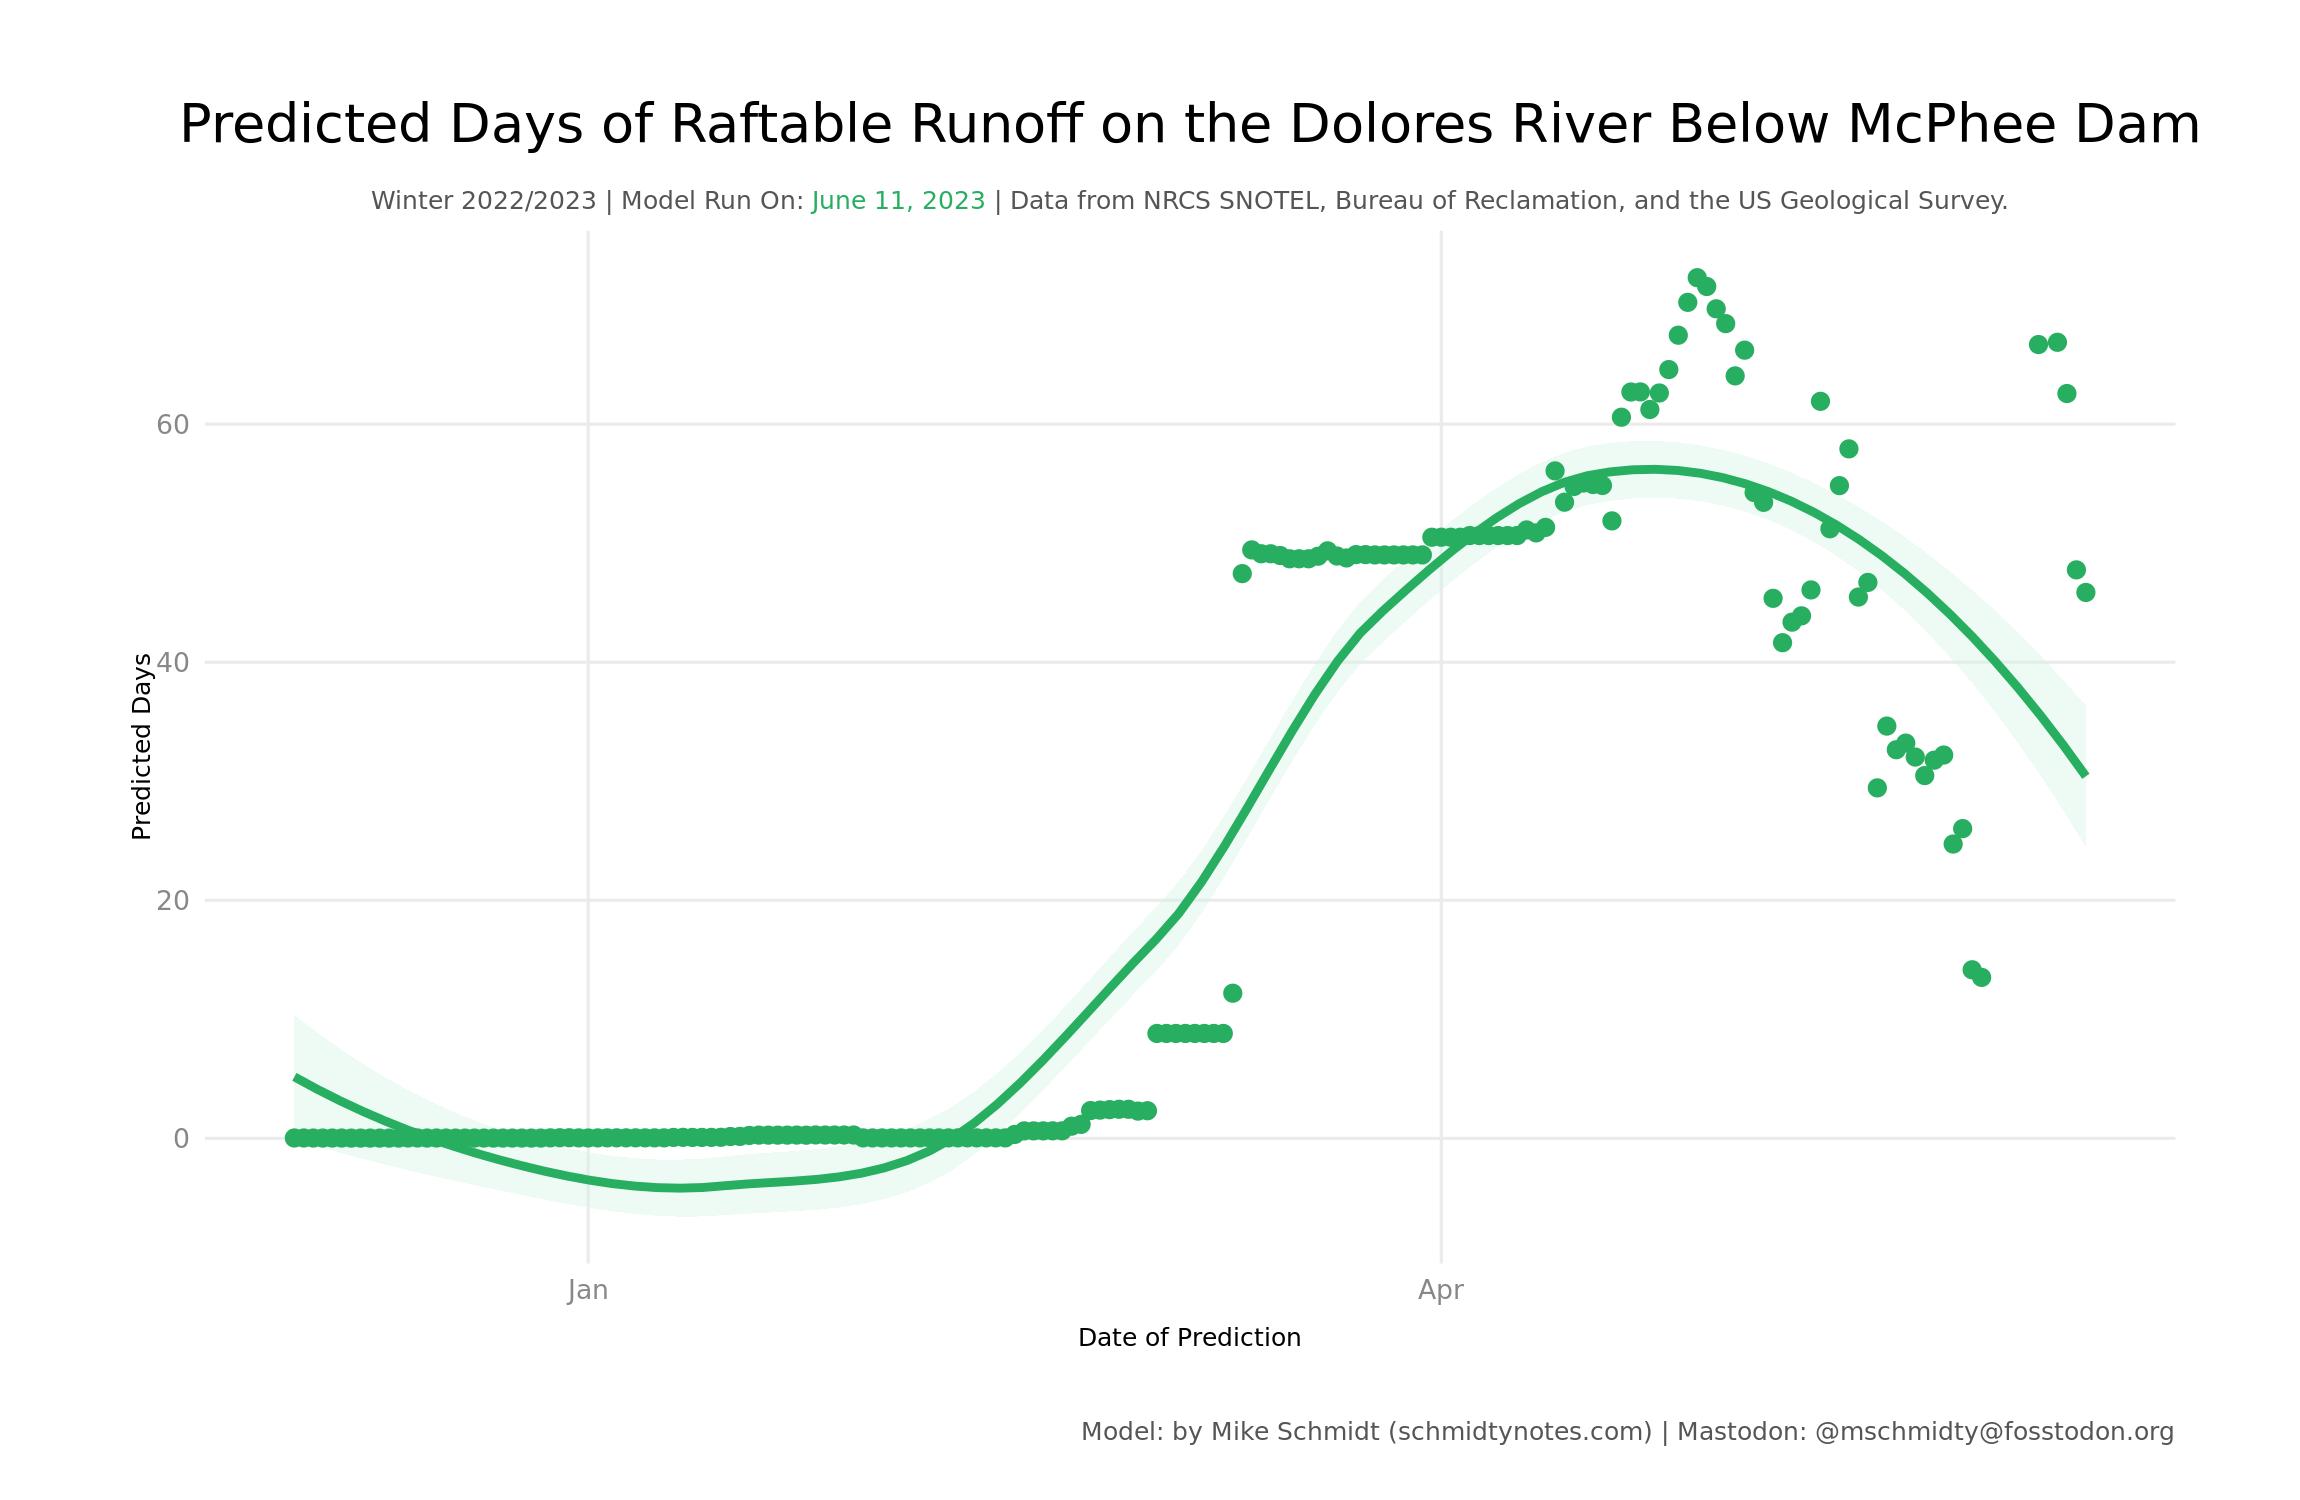 Predicted Days of Raftable Runoff on the Dolores River Below McPhee Dam
Winter 2022/2023 | Model Run On: June 11, 2023 | Data from NRCS SNOTEL, Bureau of Reclamation, and the US Geological Survey.
Predicted Days
60
40
20
0
Jan
Apr
Date of Prediction
Model: by Mike Schmidt (schmidtynotes.com) | Mastodon: @mschmidty@fosstodon.org